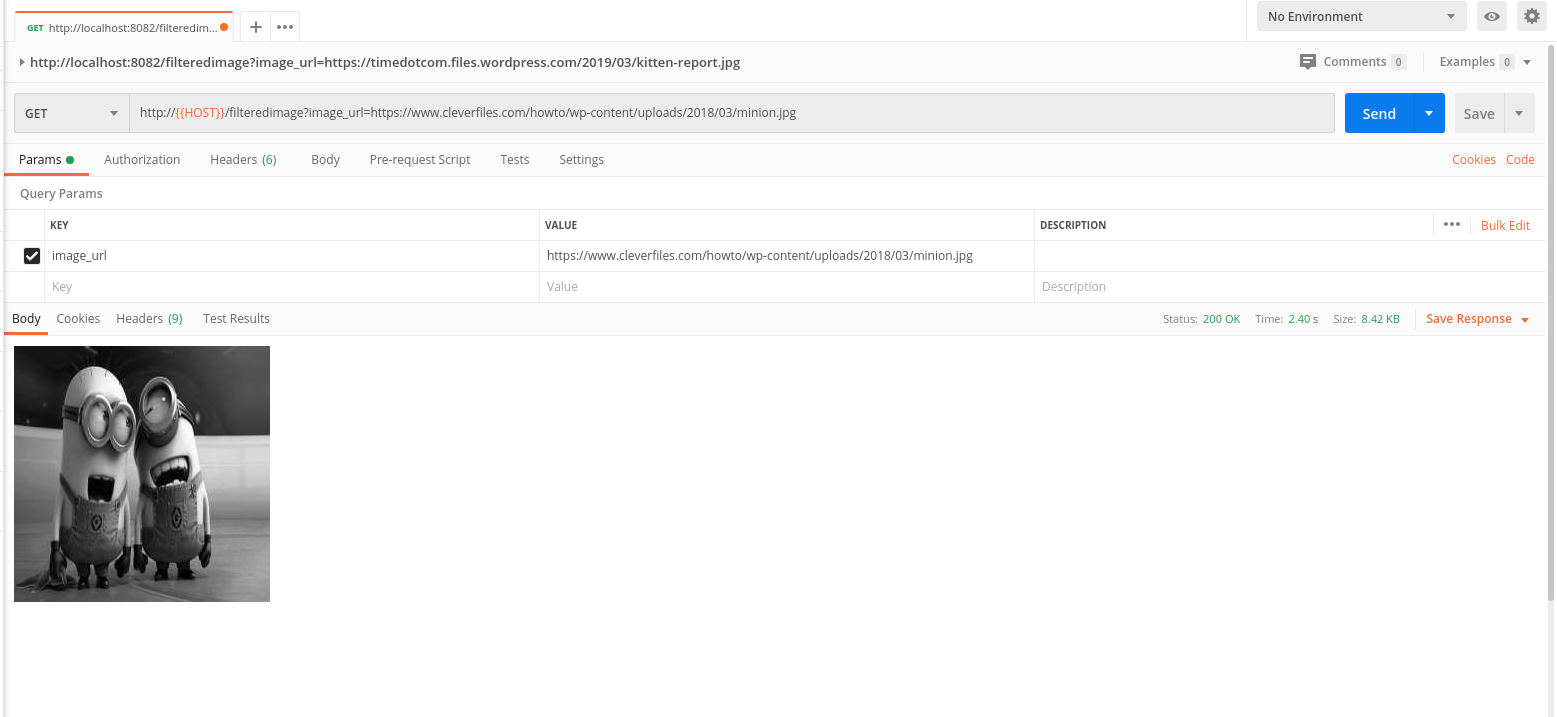 GET http://localhost:8082/filteredim...
No Environment
http://localhost:8082/filteredimage?image_url=https://timedotcom.files.wordpress.com/2019/03/kitten-report.jpg
Comments 0 Examples 0
GET http://{{HOST}}/filteredimage?image_url=https://www.cleverfiles.com/howto/wp-content/uploads/2018/03/minion.jpg Send Save
Params Authorization Headers (6) Body Pre-request Script Tests Settings Cookies Code
Query Params
KEY VALUE DESCRIPTION ••• Bulk Edit
image_url https://www.cleverfiles.com/howto/wp-content/uploads/2018/03/minion.jpg
Key Value Description
Body Cookies Headers (9) Test Results Status: 200 OK Time: 2.40 s Size: 8.42 KB Save Response